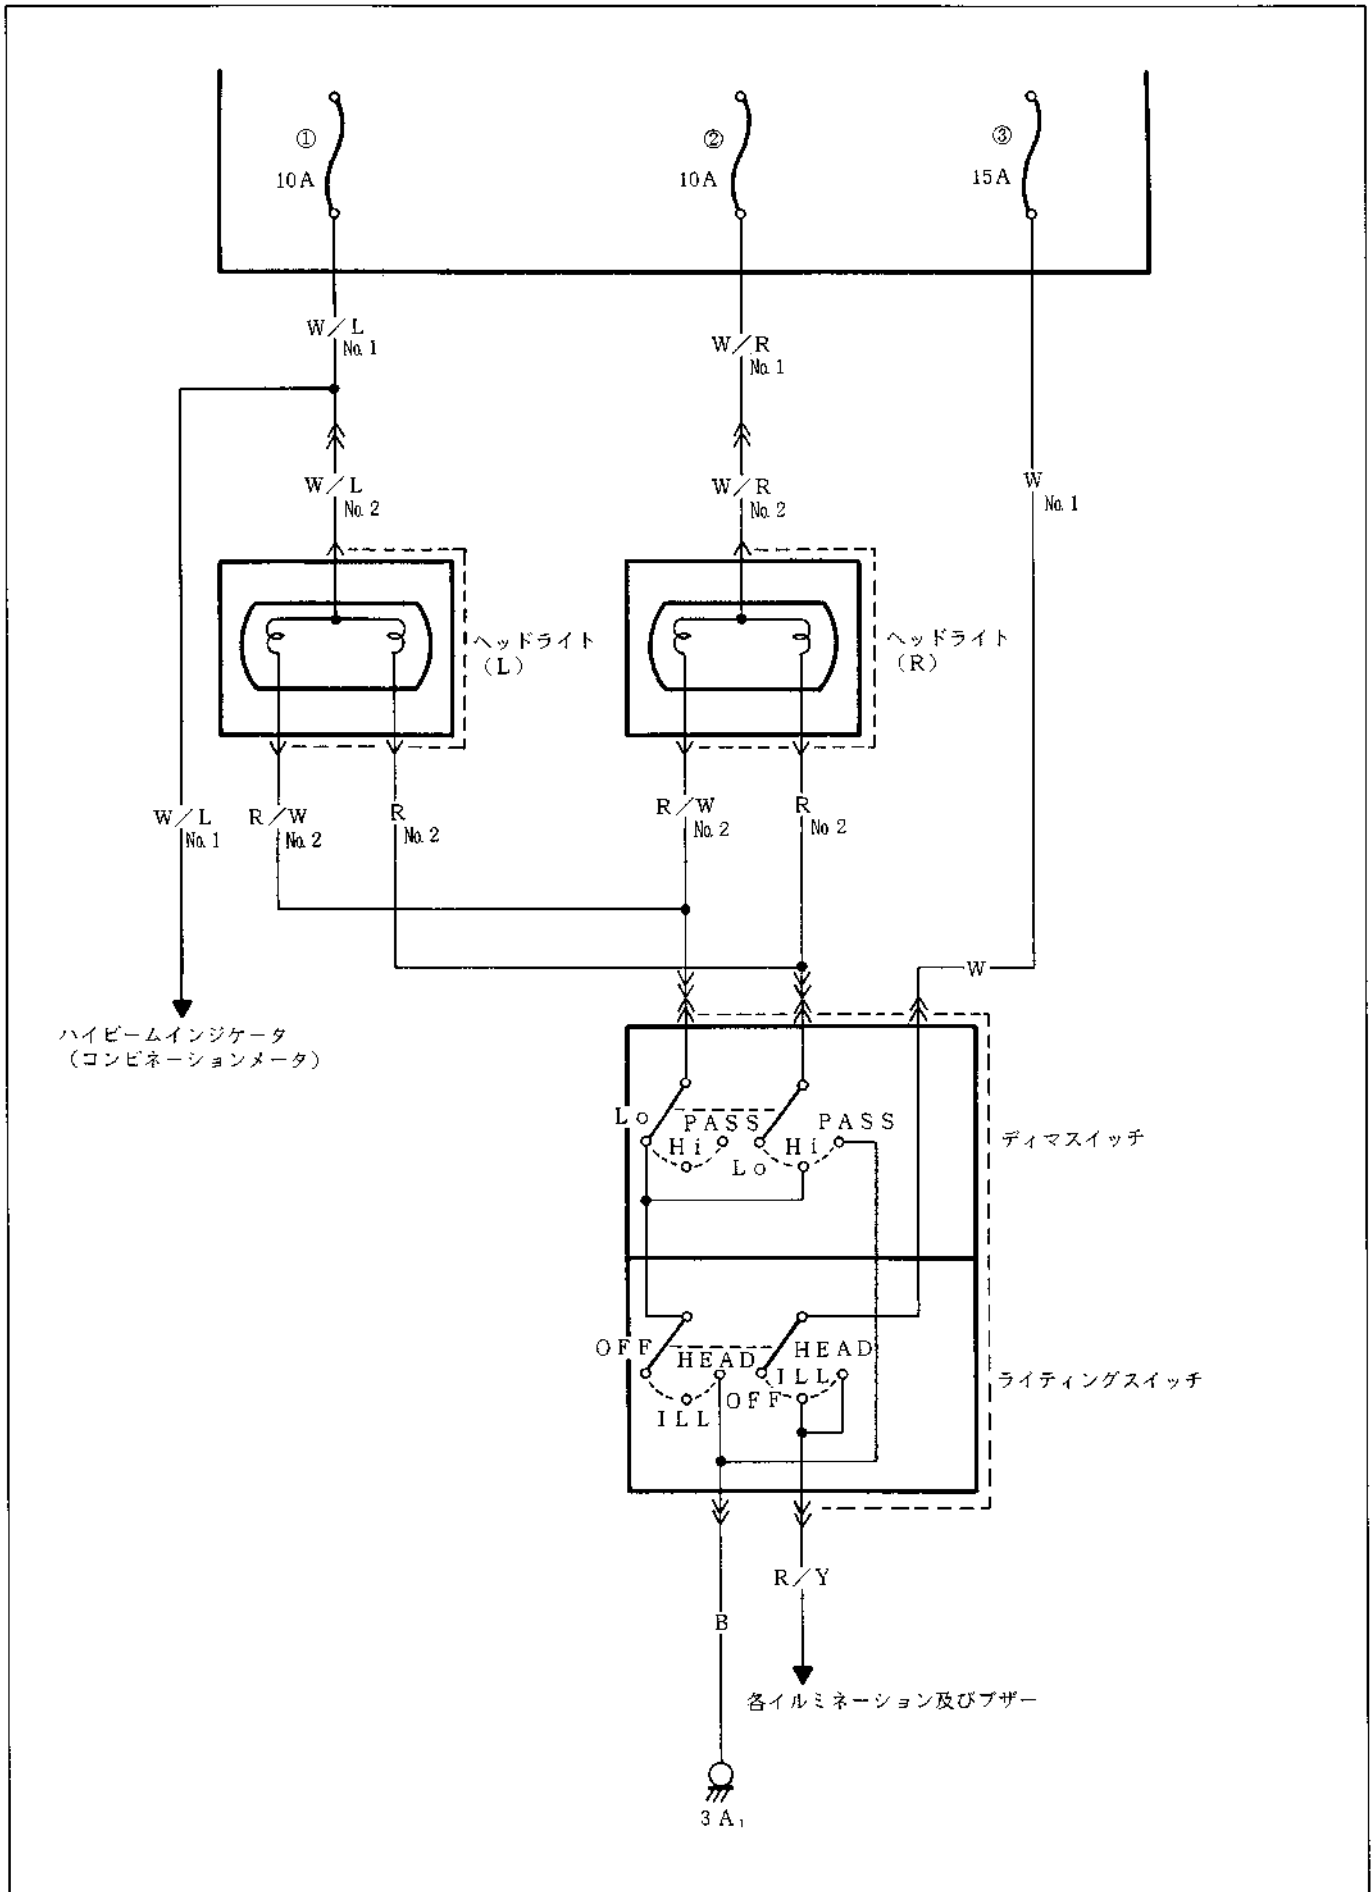 ①
10A
②
10A
③
15A
W/L
No.1
W/R
No.1
W/L
No.2
W/R
No.2
W
No.1
ヘッドライト
(L)
ヘッドライト
(R)
W/L
No.1
R/W
No.2
R
No.2
R/W
No.2
R
No 2
W
ハイビームインジケータ
(コンビネーションメータ)
Lo
PASS
Hi
PASS
Lo
Hi
ディマスイッチ
OFF
HEAD
ILL
HEAD
ILL
OFF
ライティングスイッチ
R/Y
B
各イルミネーション及びブザー
3A₁